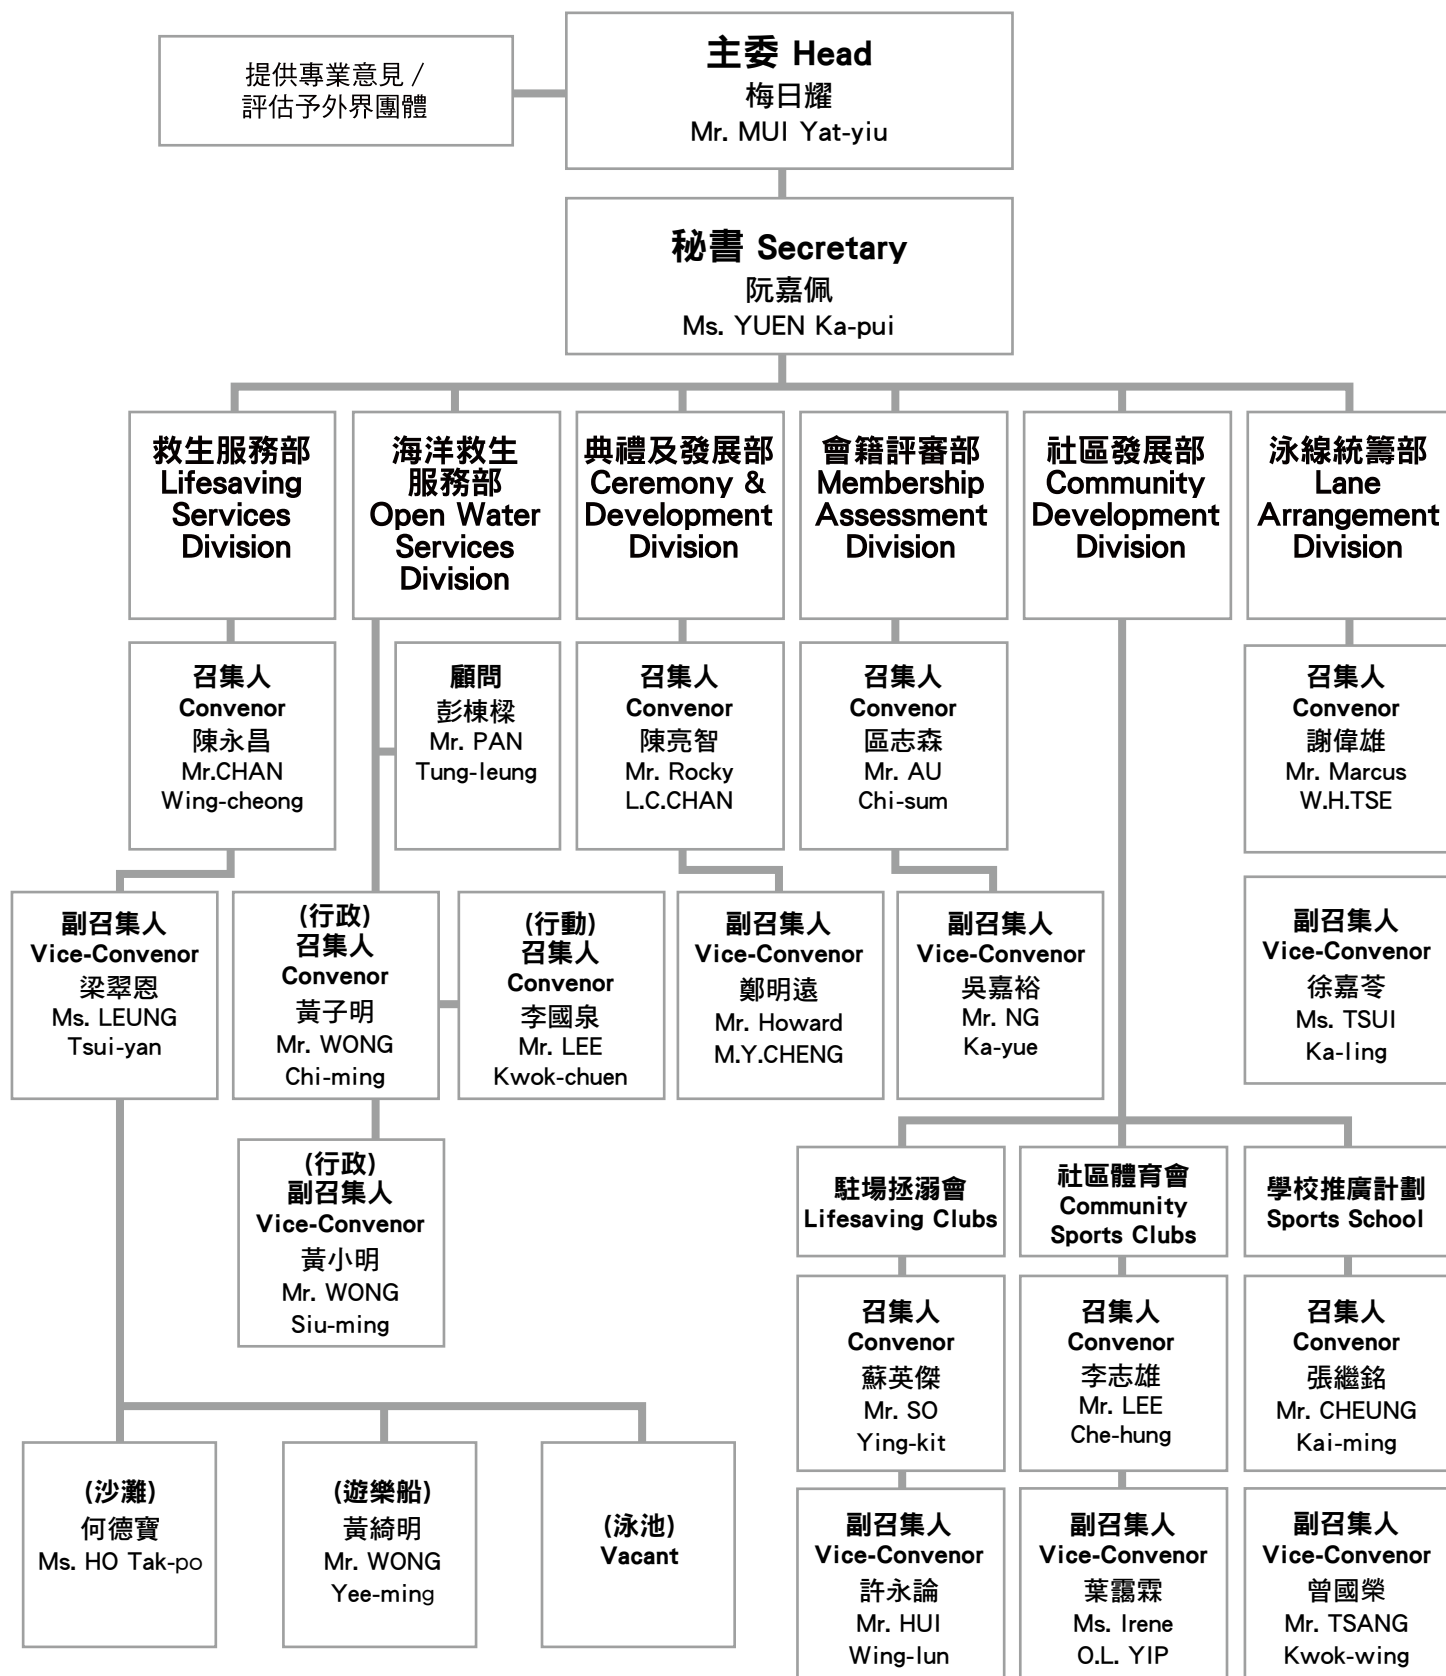 提供專業意見 /
評估予外界團體
主委 Head
梅日耀
Mr. MUI Yat-yiu
秘書 Secretary
阮嘉佩
Ms. YUEN Ka-pui
救生服務部
Lifesaving
Services
Division
海洋救生
服務部
Open Water
Services
Division
典禮及發展部
Ceremony &
Development
Division
會籍評審部
Membership
Assessment
Division
社區發展部
Community
Development
Division
泳線統籌部
Lane
Arrangement
Division
召集人
Convenor
陳永昌
Mr.CHAN
Wing-cheong
顧問
彭棟樑
Mr. PAN
Tung-leung
召集人
Convenor
陳亮智
Mr. Rocky
L.C.CHAN
召集人
Convenor
區志森
Mr. AU
Chi-sum
召集人
Convenor
謝偉雄
Mr. Marcus
W.H.TSE
副召集人
Vice-Convenor
梁翠恩
Ms. LEUNG
Tsui-yan
(行政)
召集人
Convenor
黃子明
Mr. WONG
Chi-ming
(行動)
召集人
Convenor
李國泉
Mr. LEE
Kwok-chuen
副召集人
Vice-Convenor
鄭明遠
Mr. Howard
M.Y.CHENG
副召集人
Vice-Convenor
吳嘉裕
Mr. NG
Ka-yue
副召集人
Vice-Convenor
徐嘉苓
Ms. TSUI
Ka-ling
(行政)
副召集人
Vice-Convenor
黃小明
Mr. WONG
Siu-ming
駐場拯溺會
Lifesaving Clubs
社區體育會
Community
Sports Clubs
學校推廣計劃
Sports School
召集人
Convenor
蘇英傑
Mr. SO
Ying-kit
召集人
Convenor
李志雄
Mr. LEE
Che-hung
召集人
Convenor
張繼銘
Mr. CHEUNG
Kai-ming
(沙灘)
何德寶
Ms. HO Tak-po
(遊樂船)
黃綺明
Mr. WONG
Yee-ming
(泳池)
Vacant
副召集人
Vice-Convenor
許永論
Mr. HUI
Wing-lun
副召集人
Vice-Convenor
葉靄霖
Ms. Irene
O.L. YIP
副召集人
Vice-Convenor
曾國榮
Mr. TSANG
Kwok-wing